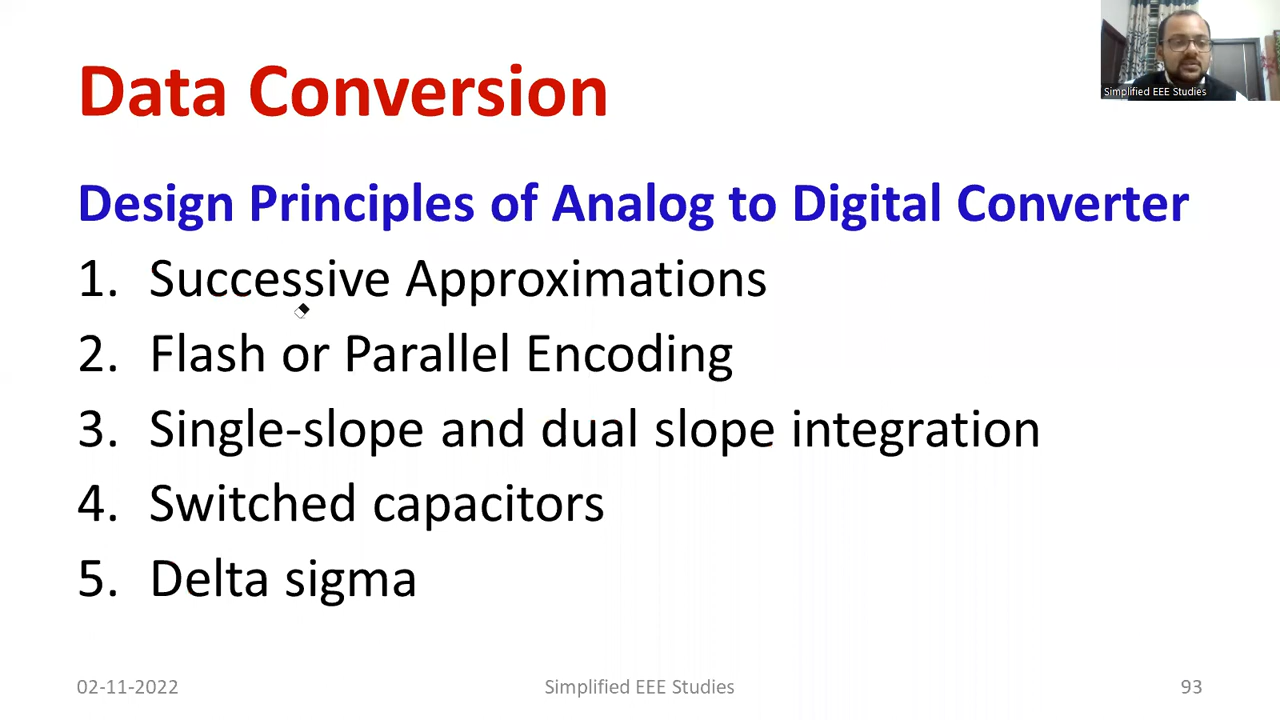 Data Conversion
Simplified EEE Studies
Design Principles of Analog to Digital Converter
1. Successive Approximations
2. Flash or Parallel Encoding
3. Single-slope and dual slope integration
4. Switched capacitors
5. Delta sigma
02-11-2022
Simplified EEE Studies
93